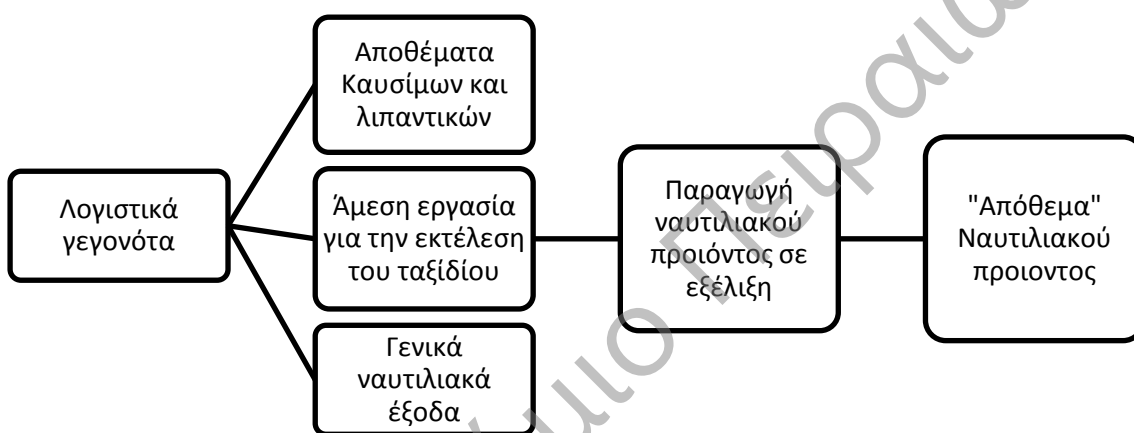 Αποθέματα
Καυσίμων και
λιπαντικών
Λογιστικά
γεγονότα
Άμεση εργασία
για την εκτέλεση
του ταξίδίου
Γενικά
ναυτιλιακά
έξοδα
Παραγωγή
ναυτιλιακού
προιόντος σε
εξέλιξη
"Απόθεμα"
Ναυτιλιακού
προιοντος